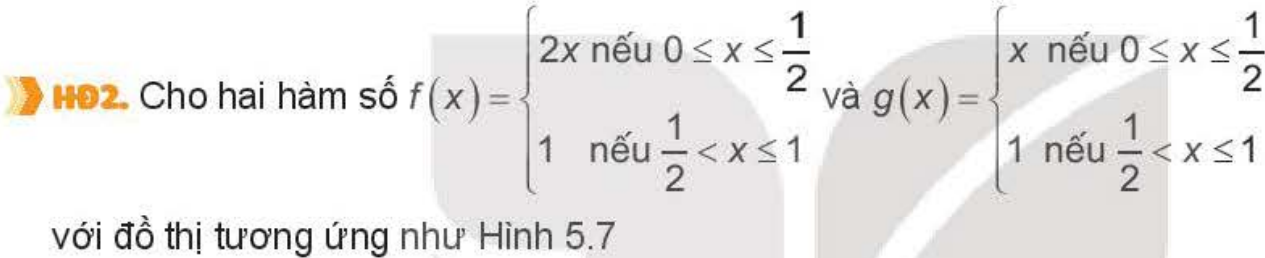 HĐ2. Cho hai hàm số f(x) = { 2x nếu 0 ≤ x ≤ 1/2; 1 nếu 1/2 < x ≤ 1 và g(x) = { x nếu 0 ≤ x ≤ 1/2; 1 nếu 1/2 < x ≤ 1
với đồ thị tương ứng như Hình 5.7